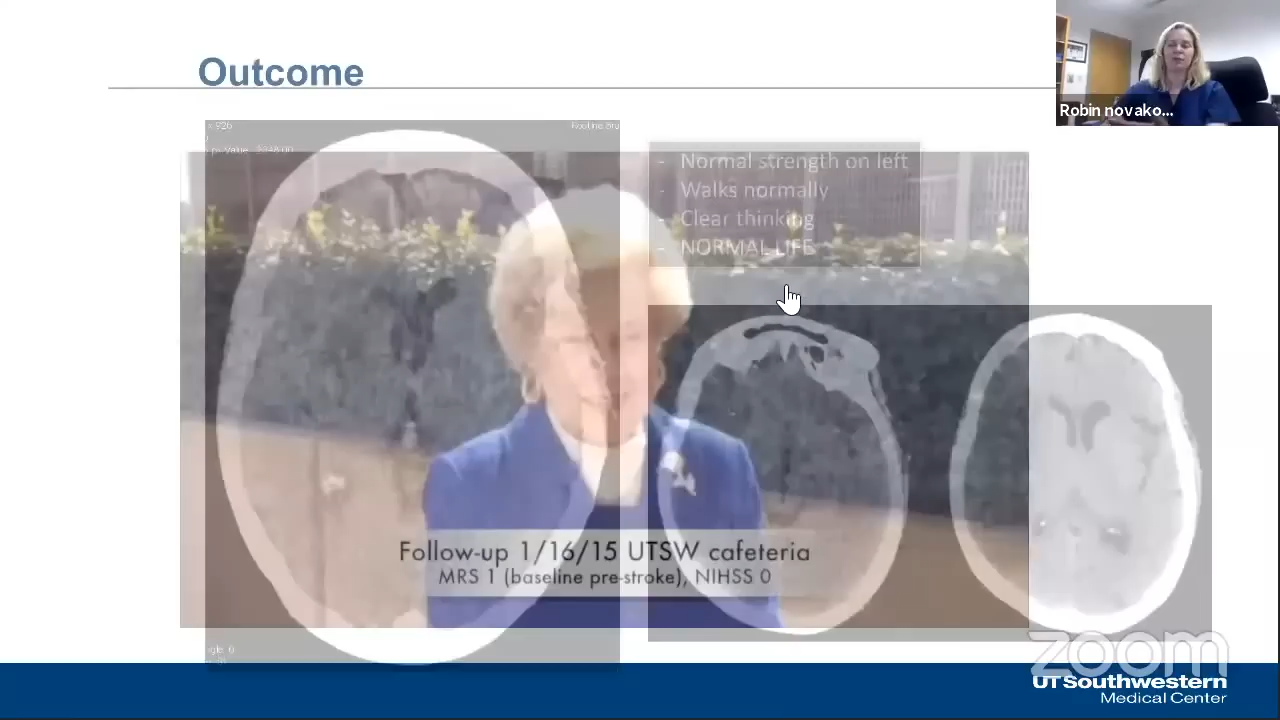 Outcome
Robin novako...
- Normal strength on left
- Walks normally
- Clear thinking
- NORMAL LIFE
Follow-up 1/16/15 UTSW cafeteria
MRS 1 (baseline pre-stroke), NIHSS 0
zoom
UTSouthwestern
Medical Center